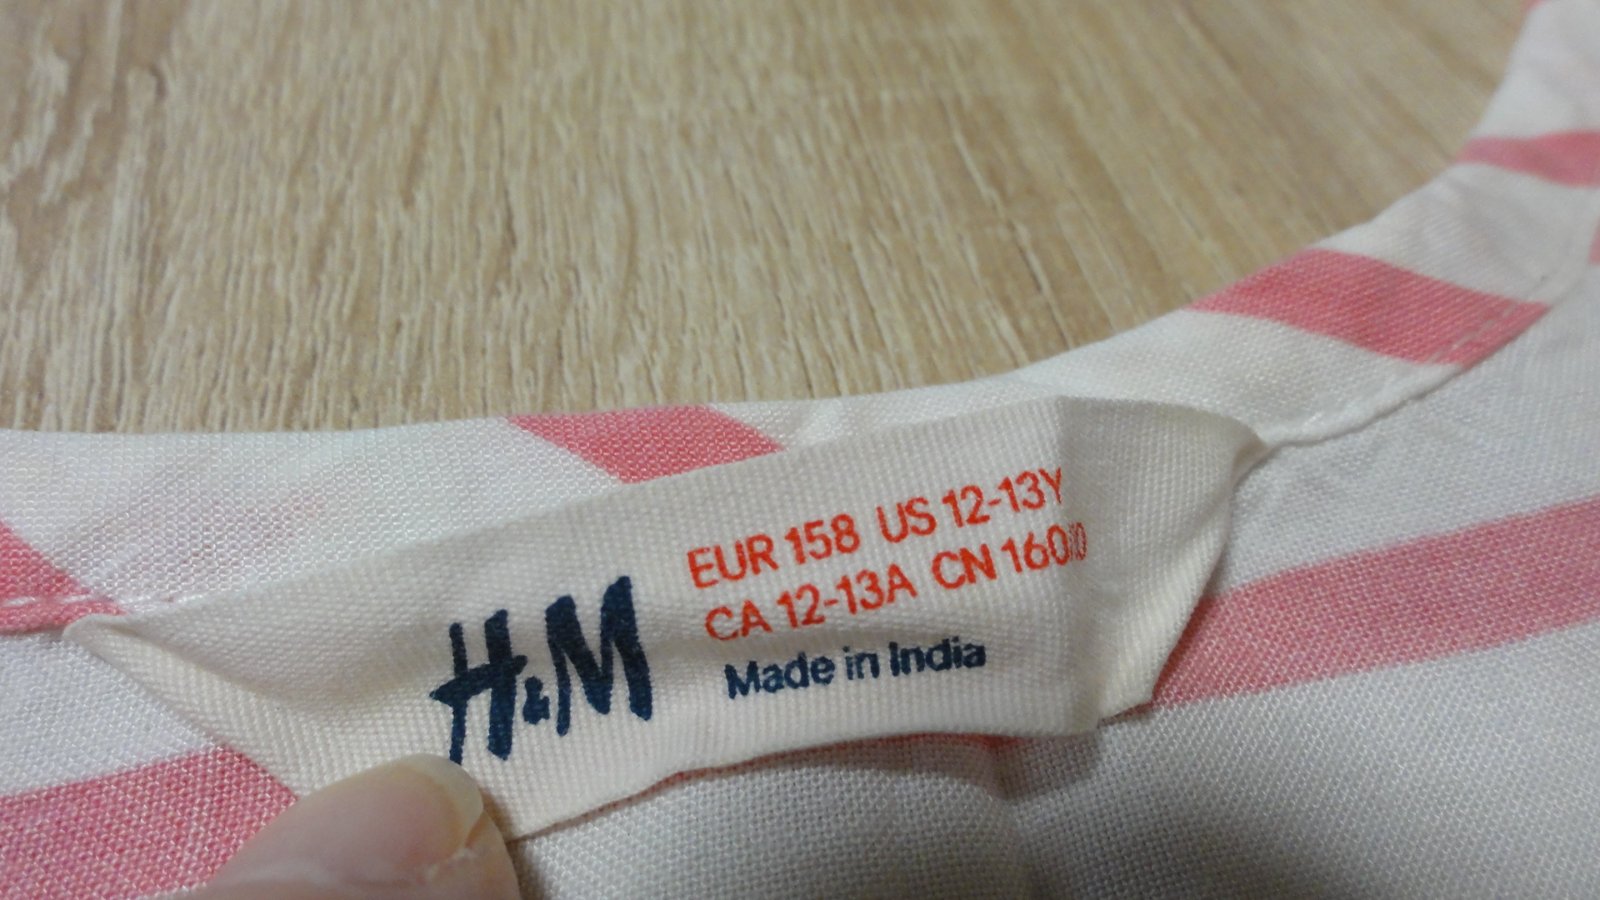 H&M
EUR 158 US 12-13Y
CA 12-13A CN
Made in India